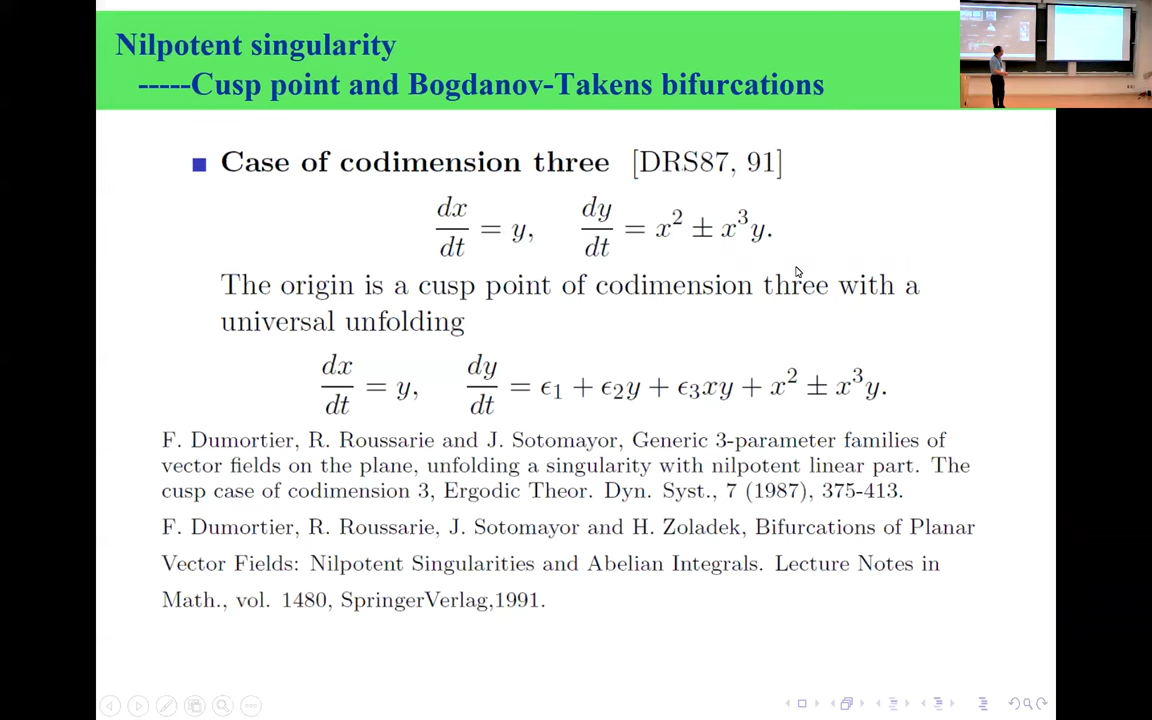 Nilpotent singularity
-----Cusp point and Bogdanov-Takens bifurcations
Case of codimension three [DRS87, 91]
dx/dt = y, dy/dt = x² ± x³y.
The origin is a cusp point of codimension three with a
universal unfolding
dx/dt = y, dy/dt = ϵ₁ + ϵ₂y + ϵ₃xy + x² ± x³y.
F. Dumortier, R. Roussarie and J. Sotomayor, Generic 3-parameter families of
vector fields on the plane, unfolding a singularity with nilpotent linear part. The
cusp case of codimension 3, Ergodic Theor. Dyn. Syst., 7 (1987), 375-413.
F. Dumortier, R. Roussarie, J. Sotomayor and H. Zoladek, Bifurcations of Planar
Vector Fields: Nilpotent Singularities and Abelian Integrals. Lecture Notes in
Math., vol. 1480, SpringerVerlag,1991.